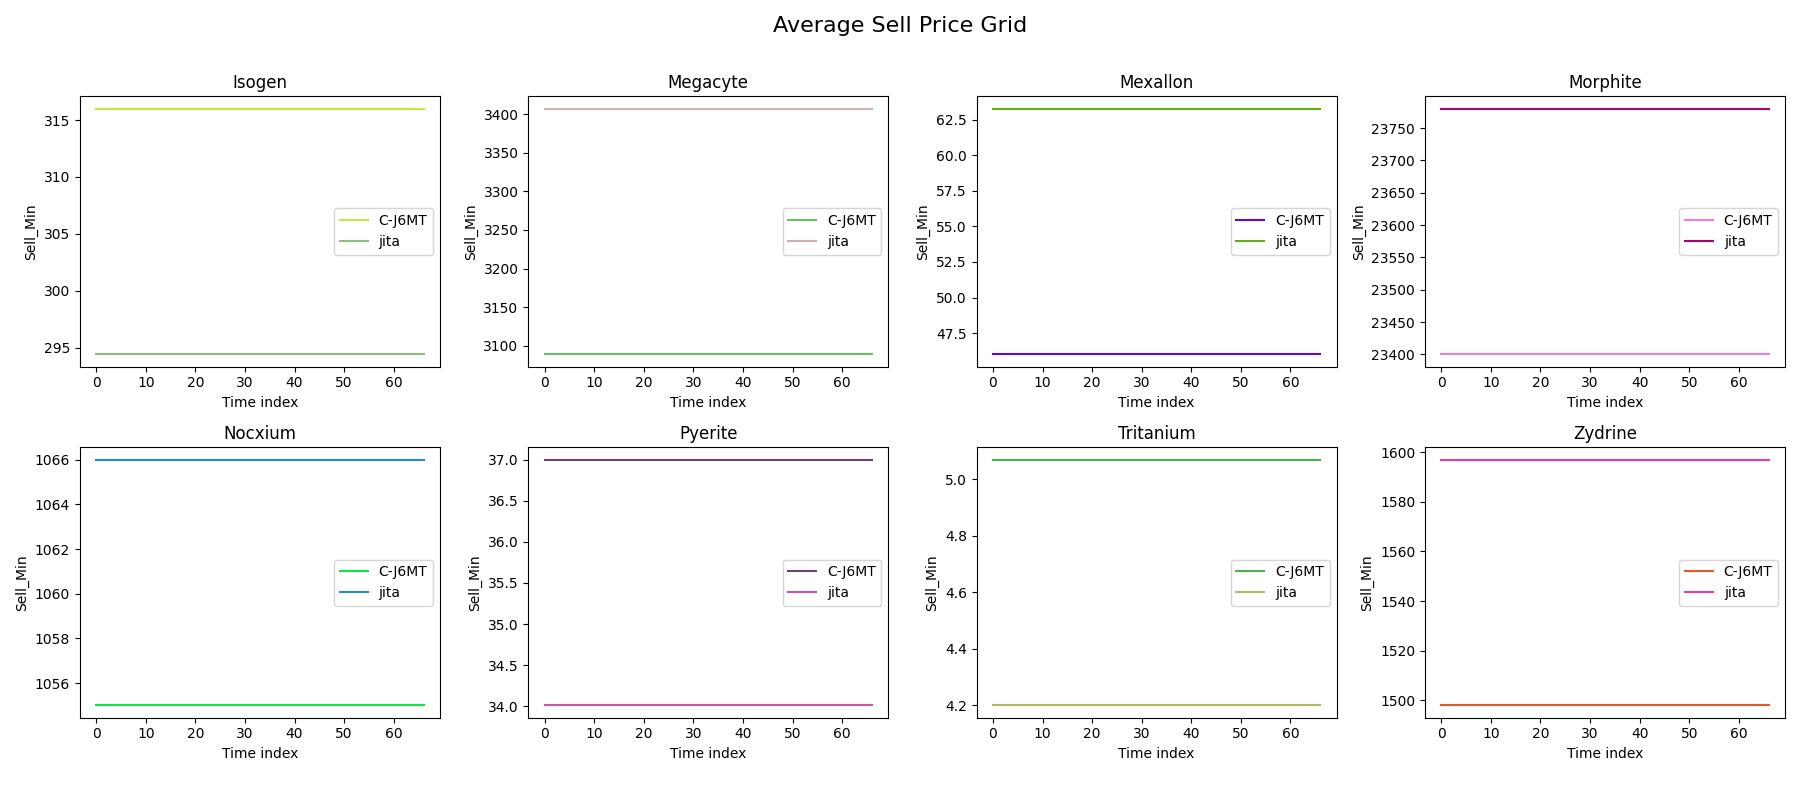 Average Sell Price Grid
Isogen
Sell_Min
315
310
305
300
295
0 10 20 30 40 50 60
Time index
C-J6MT
jita
Megacyte
Sell_Min
3400
3350
3300
3250
3200
3150
3100
0 10 20 30 40 50 60
Time index
C-J6MT
jita
Mexallon
Sell_Min
62.5
60.0
57.5
55.0
52.5
50.0
47.5
0 10 20 30 40 50 60
Time index
C-J6MT
jita
Morphite
Sell_Min
23750
23700
23650
23600
23550
23500
23450
23400
0 10 20 30 40 50 60
Time index
C-J6MT
jita
Nocxium
Sell_Min
1066
1064
1062
1060
1058
1056
0 10 20 30 40 50 60
Time index
C-J6MT
jita
Pyerite
Sell_Min
37.0
36.5
36.0
35.5
35.0
34.5
34.0
0 10 20 30 40 50 60
Time index
C-J6MT
jita
Tritanium
Sell_Min
5.0
4.8
4.6
4.4
4.2
0 10 20 30 40 50 60
Time index
C-J6MT
jita
Zydrine
Sell_Min
1600
1580
1560
1540
1520
1500
0 10 20 30 40 50 60
Time index
C-J6MT
jita